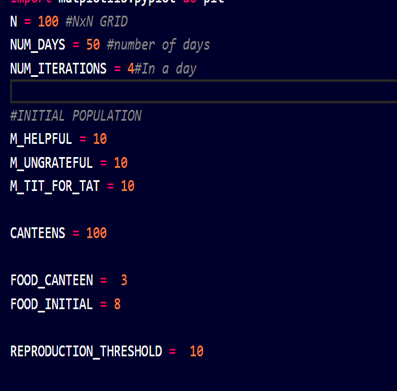 import matplotlib.pyplot as plt
N = 100 #NxN GRID
NUM_DAYS = 50 #number of days
NUM_ITERATIONS = 4#In a day
#INITIAL POPULATION
M_HELPFUL = 10
M_UNGRATEFUL = 10
M_TIT_FOR_TAT = 10
CANTEENS = 100
FOOD_CANTEEN =  3
FOOD_INITIAL = 8
REPRODUCTION_THRESHOLD =  10